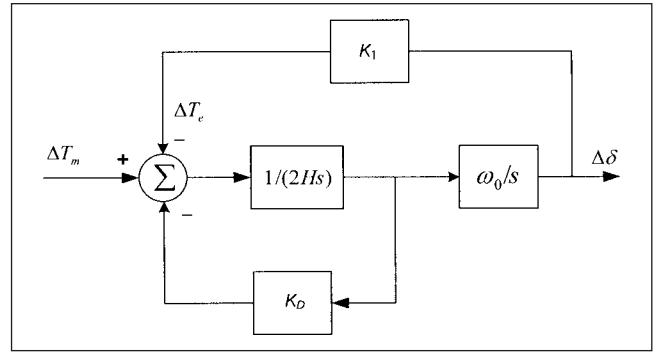 K₁
ΔTₑ
−
ΔTₘ
+
Σ
1/(2Hs)
ω₀/s
Δδ
−
K_D